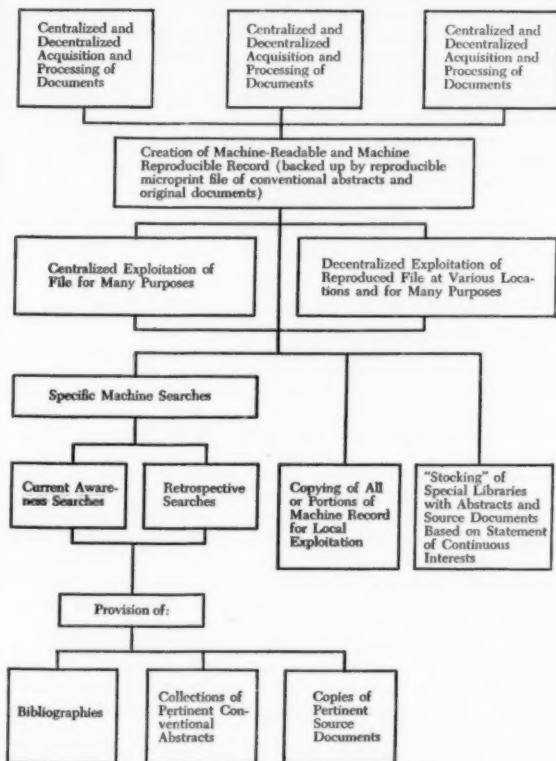 Centralized and
Decentralized
Acquisition and
Processing of
Documents
Centralized and
Decentralized
Acquisition and
Processing of
Documents
Centralized and
Decentralized
Acquisition and
Processing of
Documents
Creation of Machine-Readable and Machine
Reproducible Record (backed up by reproducible
microprint file of conventional abstracts and
original documents)
Centralized Exploitation of
File for Many Purposes
Decentralized Exploitation of
Reproduced File at Various Loca-
tions and for Many Purposes
Specific Machine Searches
Current Aware-
ness Searches
Retrospective
Searches
Copying of All
or Portions of
Machine Record
for Local
Exploitation
"Stocking" of
Special Libraries
with Abstracts and
Source Documents
Based on Statement
of Continuous
Interests
Provision of:
Bibliographies
Collections of
Pertinent Con-
ventional
Abstracts
Copies of
Pertinent
Source
Documents